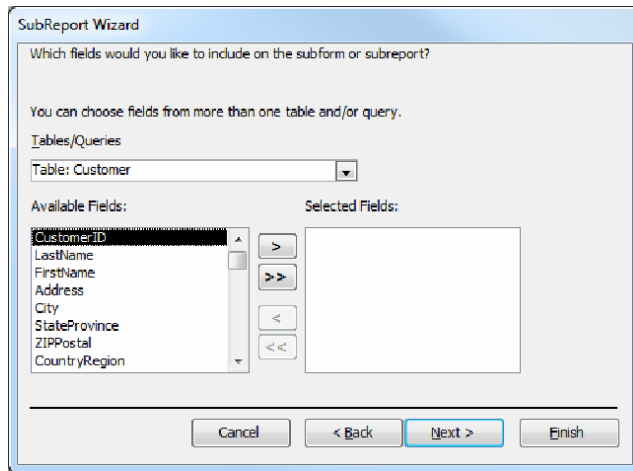 SubReport Wizard
Which fields would you like to include on the subform or subreport?
You can choose fields from more than one table and/or query.
Tables/Queries
Table: Customer
Available Fields:
Selected Fields:
CustomerID
LastName
FirstName
Address
City
StateProvince
ZIPPostal
CountryRegion
>
>>
<
<<
Cancel
< Back
Next >
Finish